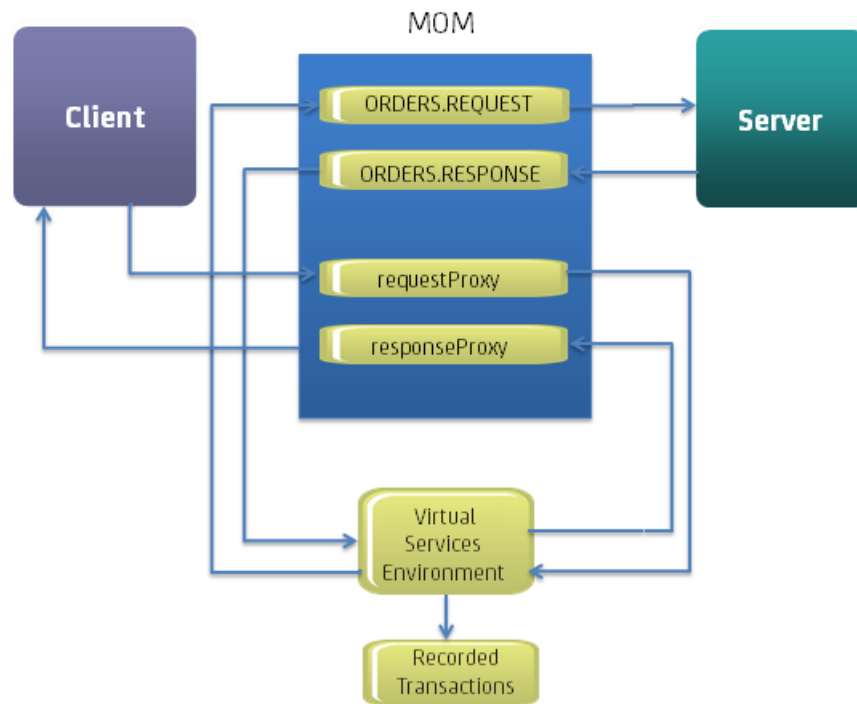 MOM
Client
Server
ORDERS.REQUEST
ORDERS.RESPONSE
requestProxy
responseProxy
Virtual
Services
Environment
Recorded
Transactions